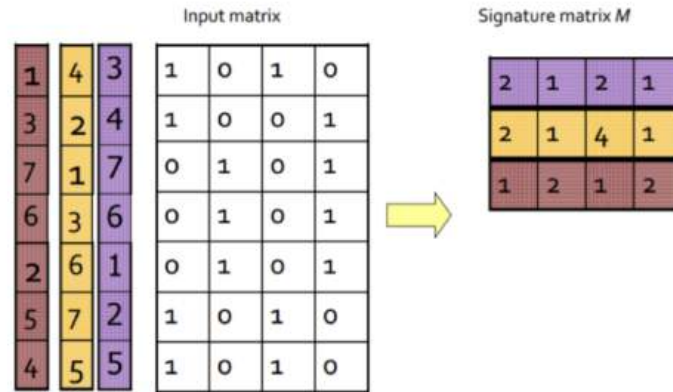 Input matrix
Signature matrix M
1 4 3 1 0 1 0
3 2 4 1 0 0 1
7 1 7 0 1 0 1
6 3 6 0 1 0 1
2 6 1 0 1 0 1
5 7 2 1 0 1 0
4 5 5 1 0 1 0
2 1 2 1
2 1 4 1
1 2 1 2